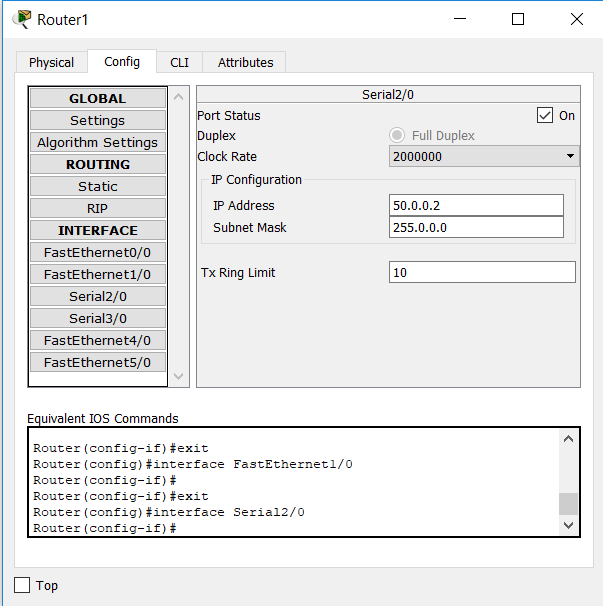 Router1
Physical Config CLI Attributes
GLOBAL
Settings
Algorithm Settings
ROUTING
Static
RIP
INTERFACE
FastEthernet0/0
FastEthernet1/0
Serial2/0
Serial3/0
FastEthernet4/0
FastEthernet5/0
Serial2/0
Port Status On
Duplex Full Duplex
Clock Rate 2000000
IP Configuration
IP Address 50.0.0.2
Subnet Mask 255.0.0.0
Tx Ring Limit 10
Equivalent IOS Commands
Router(config-if)#exit
Router(config)#interface FastEthernet1/0
Router(config-if)#
Router(config-if)#exit
Router(config)#interface Serial2/0
Router(config-if)#
Top